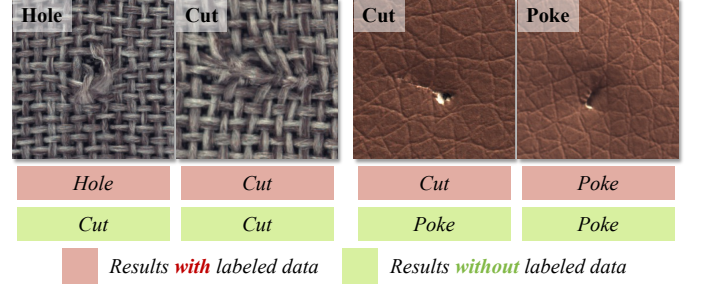 Hole Cut Cut Poke
Hole Cut Cut Poke
Cut Cut Poke Poke
Results with labeled data Results without labeled data